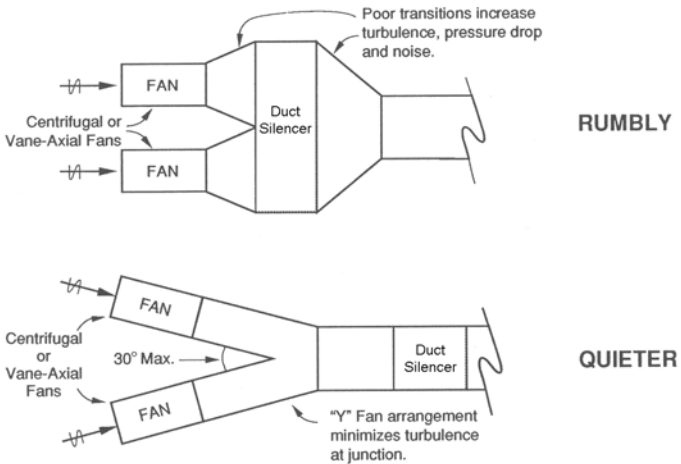 Poor transitions increase
turbulence, pressure drop
and noise.
FAN
Centrifugal or
Vane-Axial Fans
FAN
Duct
Silencer
RUMBLY
FAN
Centrifugal
or
Vane-Axial
Fans
30° Max.
FAN
Duct
Silencer
QUIETER
"Y" Fan arrangement
minimizes turbulence
at junction.